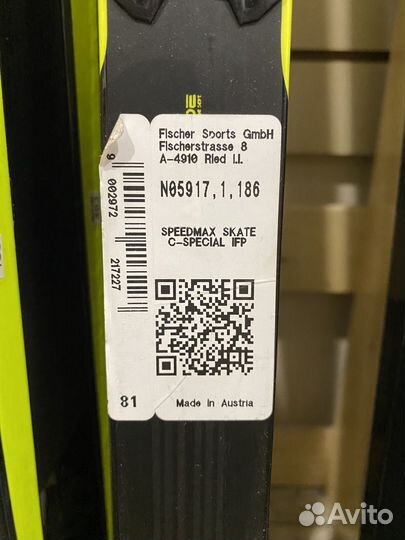 Fischer Sports GmbH
Fischerstrasse 8
A-4910 Ried i.I.
N05917,1,186
SPEEDMAX SKATE
C-SPECIAL IFP
9 002972 217227
81
Made in Austria
Avito